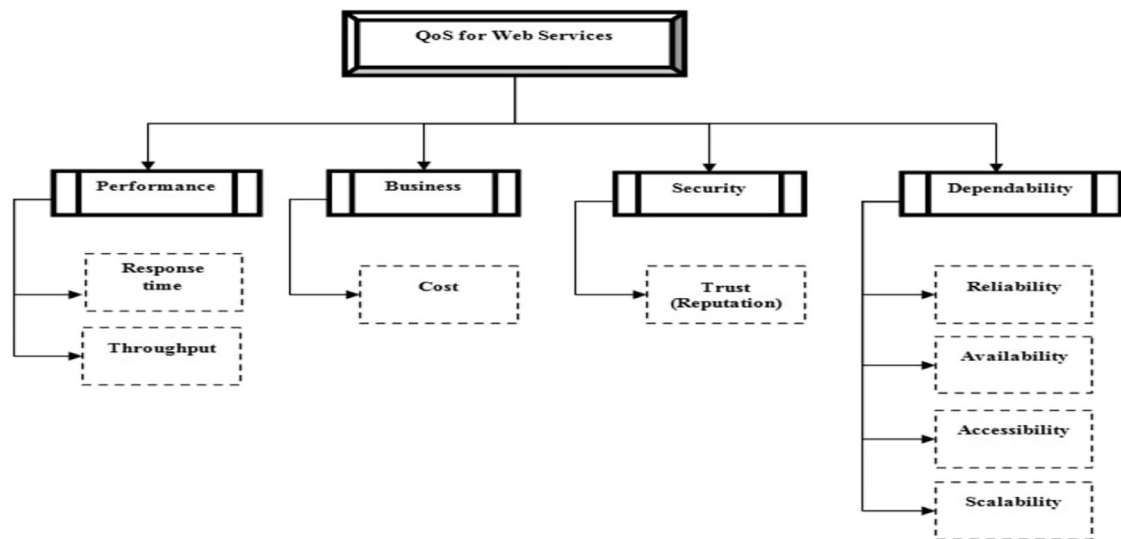 QoS for Web Services
Performance
Business
Security
Dependability
Response
time
Cost
Trust
(Reputation)
Reliability
Throughput
Availability
Accessibility
Scalability